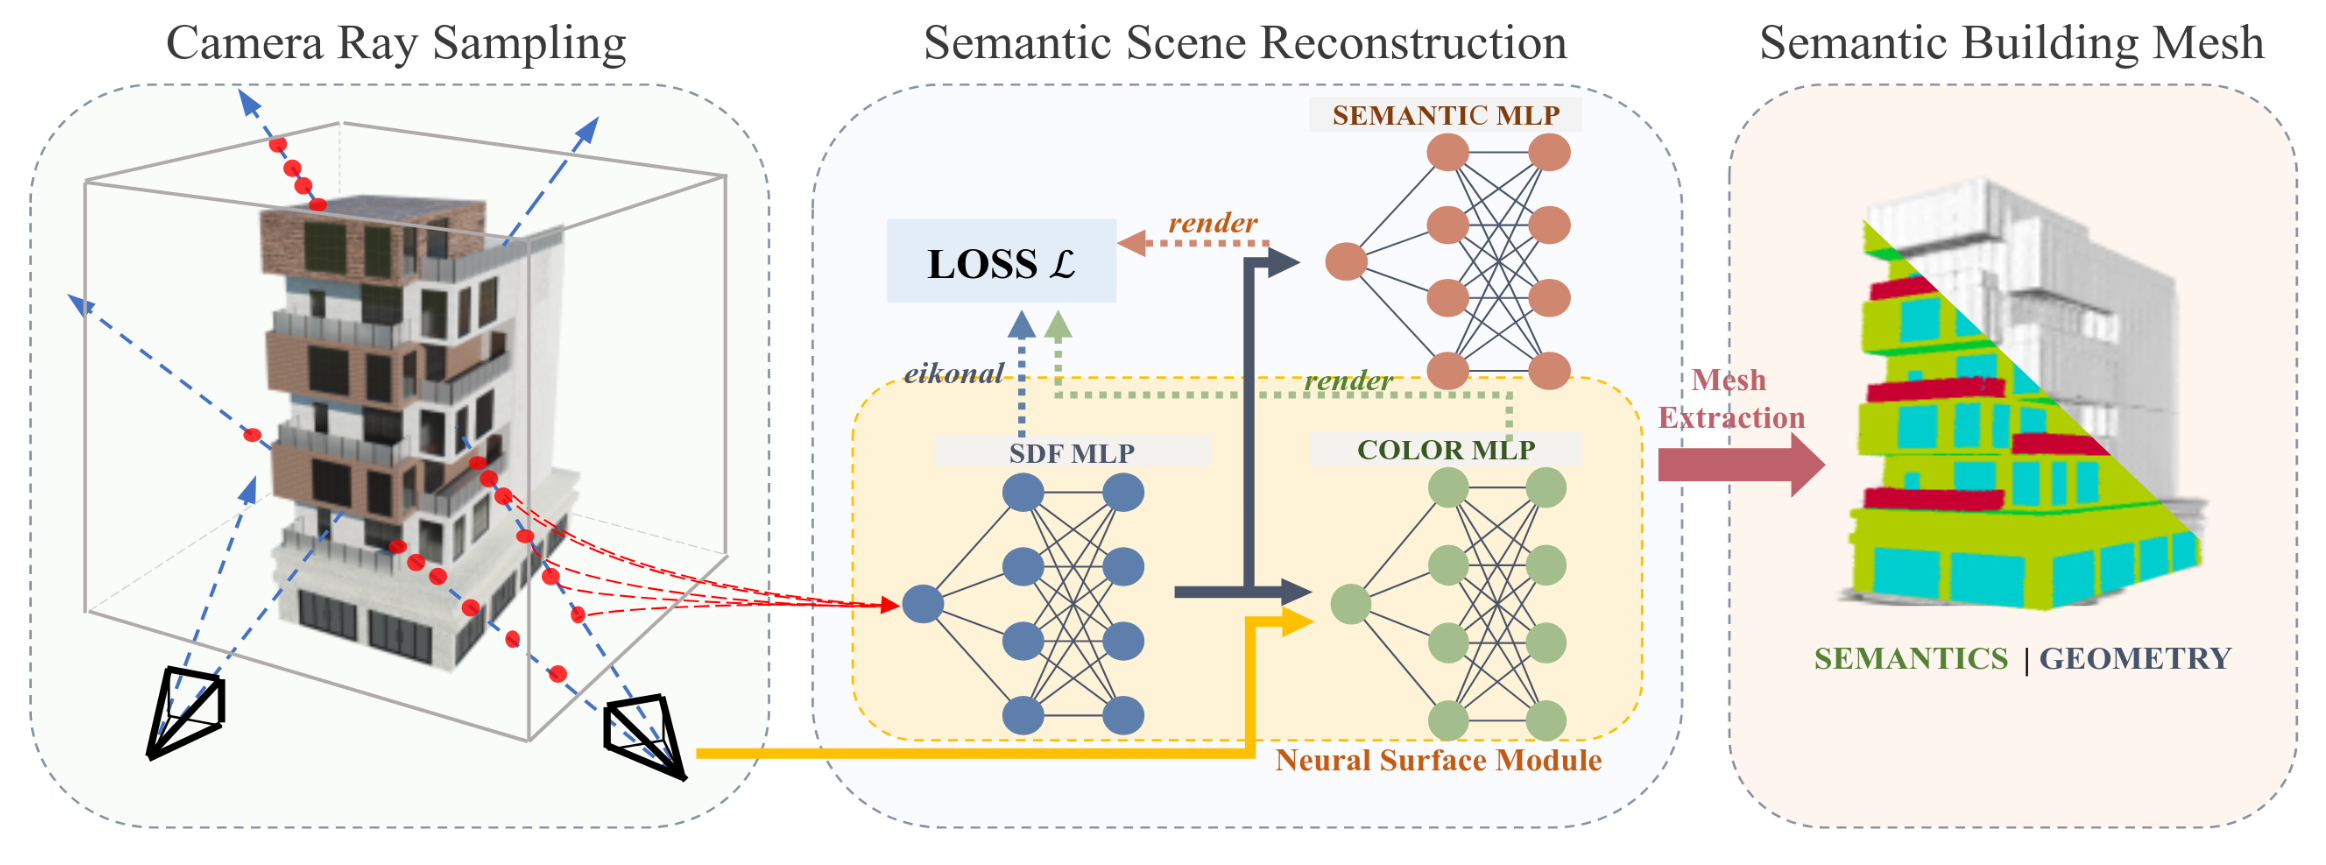 Camera Ray Sampling
Semantic Scene Reconstruction
Semantic Building Mesh
SEMANTIC MLP
render
LOSS ℒ
eikonal
render
SDF MLP
COLOR MLP
Neural Surface Module
Mesh
Extraction
SEMANTICS | GEOMETRY